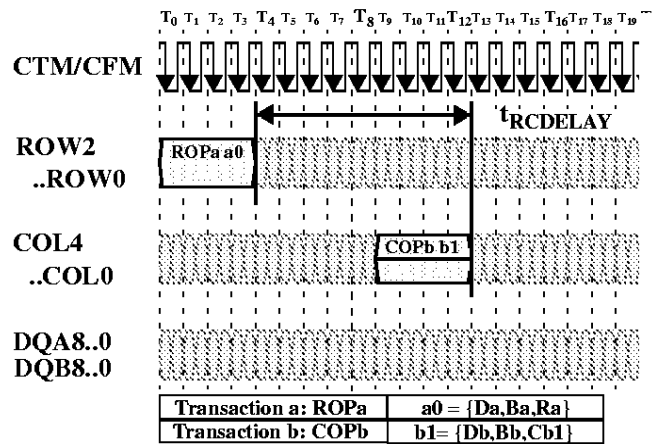 T0 T1 T2 T3 T4 T5 T6 T7 T8 T9 T10 T11 T12 T13 T14 T15 T16 T17 T18 T19
CTM/CFM
tRCDELAY
ROW2
..ROW0
ROPa a0
COL4
..COL0
COPb b1
DQA8..0
DQB8..0
Transaction a: ROPa a0 = {Da,Ba,Ra}
Transaction b: COPb b1= {Db,Bb,Cb1}